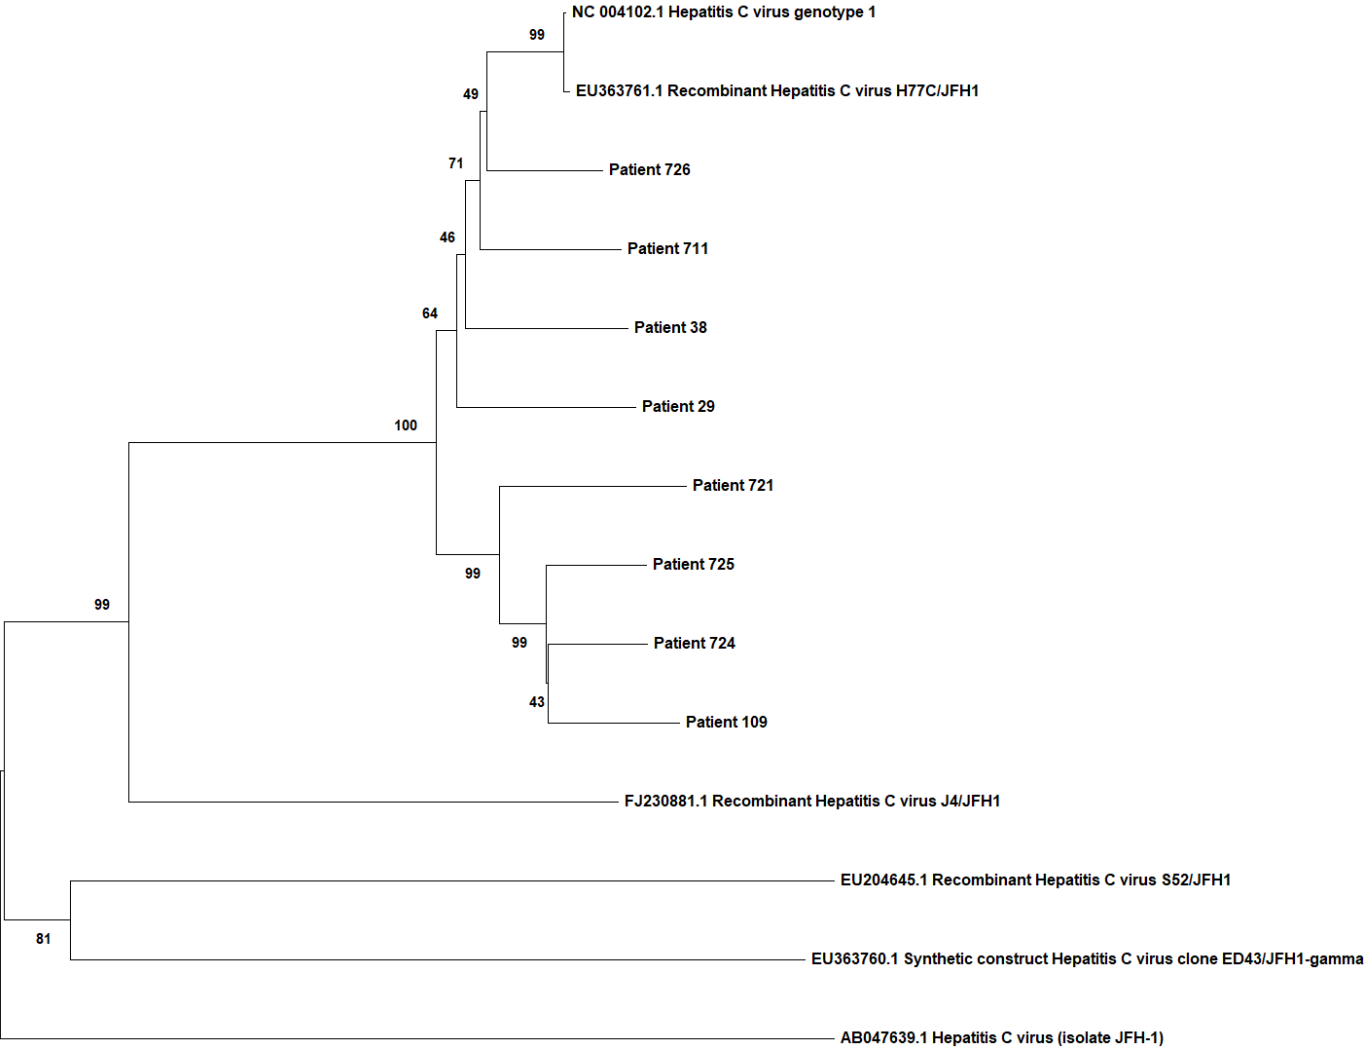 NC 004102.1 Hepatitis C virus genotype 1
99
EU363761.1 Recombinant Hepatitis C virus H77C/JFH1
49
71
Patient 726
46
Patient 711
64
Patient 38
Patient 29
100
Patient 721
Patient 725
99
99
Patient 724
99
43
Patient 109
FJ230881.1 Recombinant Hepatitis C virus J4/JFH1
EU204645.1 Recombinant Hepatitis C virus S52/JFH1
81
EU363760.1 Synthetic construct Hepatitis C virus clone ED43/JFH1-gamma
AB047639.1 Hepatitis C virus (isolate JFH-1)